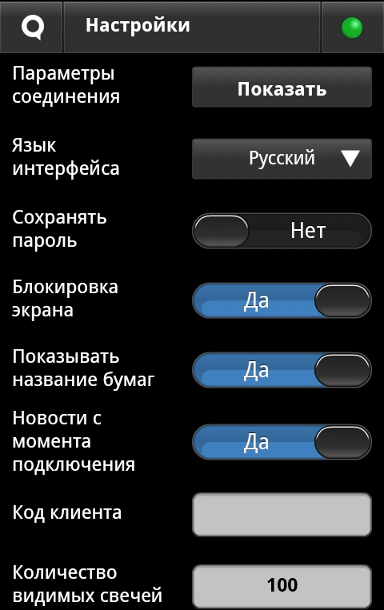 Настройки
Параметры
соединения
Показать
Язык
интерфейса
Русский
Сохранять
пароль
Нет
Блокировка
экрана
Да
Показывать
название бумаг
Да
Новости с
момента
подключения
Да
Код клиента
Количество
видимых свечей
100